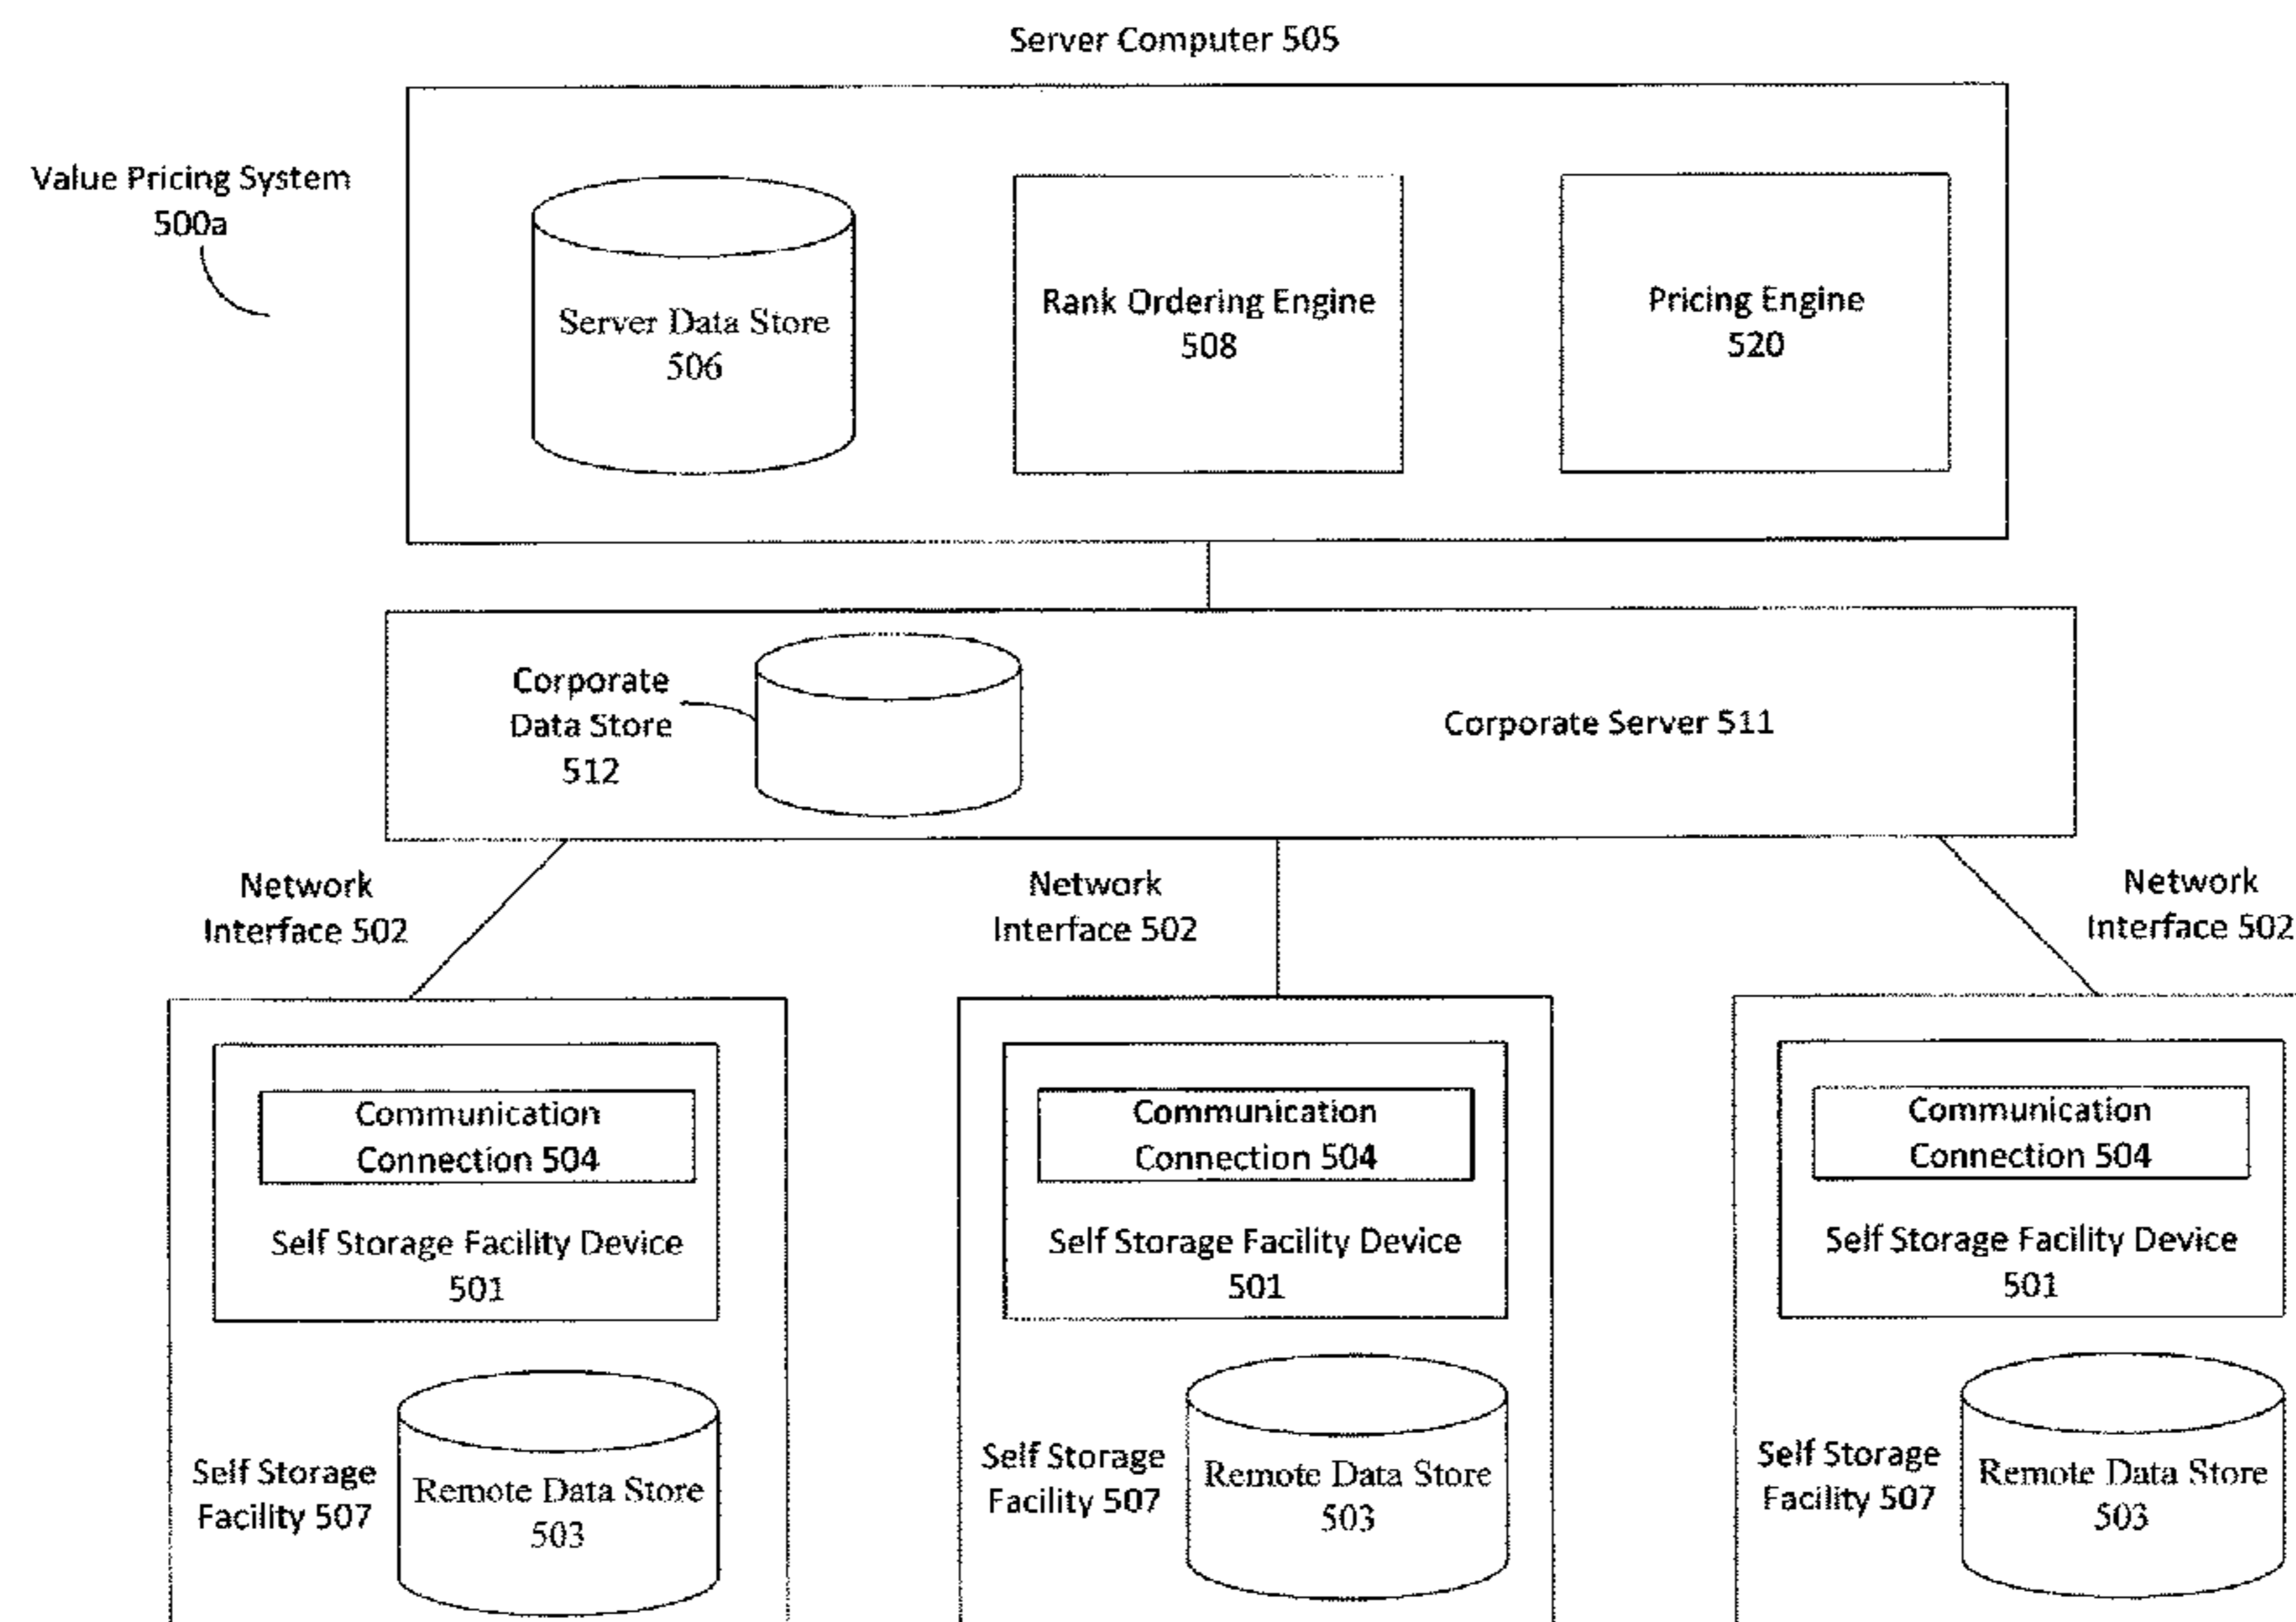 Server Computer 505
Value Pricing System
500a
Server Data Store
506
Rank Ordering Engine
508
Pricing Engine
520
Corporate
Data Store
512
Corporate Server 511
Network
Interface 502
Network
Interface 502
Network
Interface 502
Communication
Connection 504
Self Storage Facility Device
501
Self Storage
Facility 507
Remote Data Store
503
Communication
Connection 504
Self Storage Facility Device
501
Self Storage
Facility 507
Remote Data Store
503
Communication
Connection 504
Self Storage Facility Device
501
Self Storage
Facility 507
Remote Data Store
503